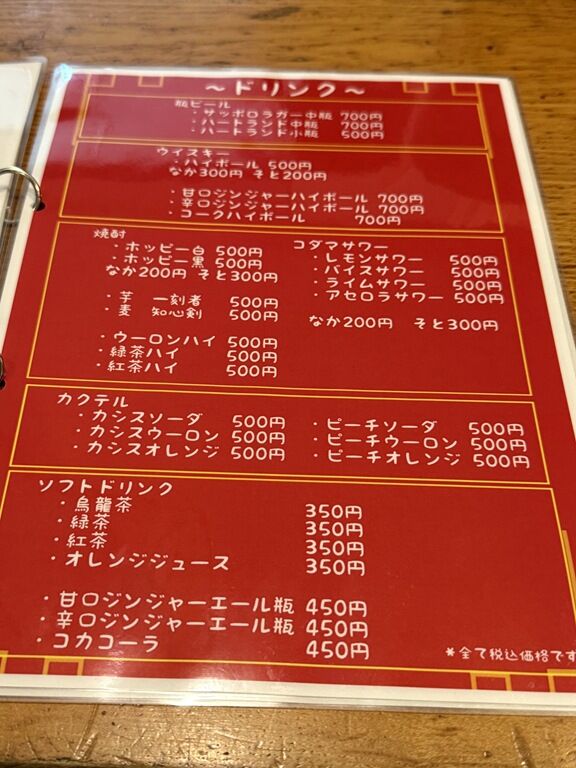 ～ドリンク～
瓶ビール
・サッポロラガー中瓶 700円
・ハートランド中瓶 700円
・ハートランド小瓶 500円
ウイスキー
・ハイボール 500円
なか300円 そと200円
・甘口ジンジャーハイボール 700円
・辛口ジンジャーハイボール 700円
・コークハイボール 700円
焼酎
・ホッピー白 500円
・ホッピー黒 500円
なか200円 そと300円
・芋 一刻者 500円
・麦 知心剣 500円
・ウーロンハイ 500円
・緑茶ハイ 500円
・紅茶ハイ 500円
コダマサワー
・レモンサワー 500円
・バイスサワー 500円
・ライムサワー 500円
・アセロラサワー 500円
なか200円 そと300円
カクテル
・カシスソーダ 500円
・カシスウーロン 500円
・カシスオレンジ 500円
・ピーチソーダ 500円
・ピーチウーロン 500円
・ピーチオレンジ 500円
ソフトドリンク
・烏龍茶 350円
・緑茶 350円
・紅茶 350円
・オレンジジュース 350円
・甘口ジンジャーエール瓶 450円
・辛口ジンジャーエール瓶 450円
・コカコーラ 450円
*全て税込価格です